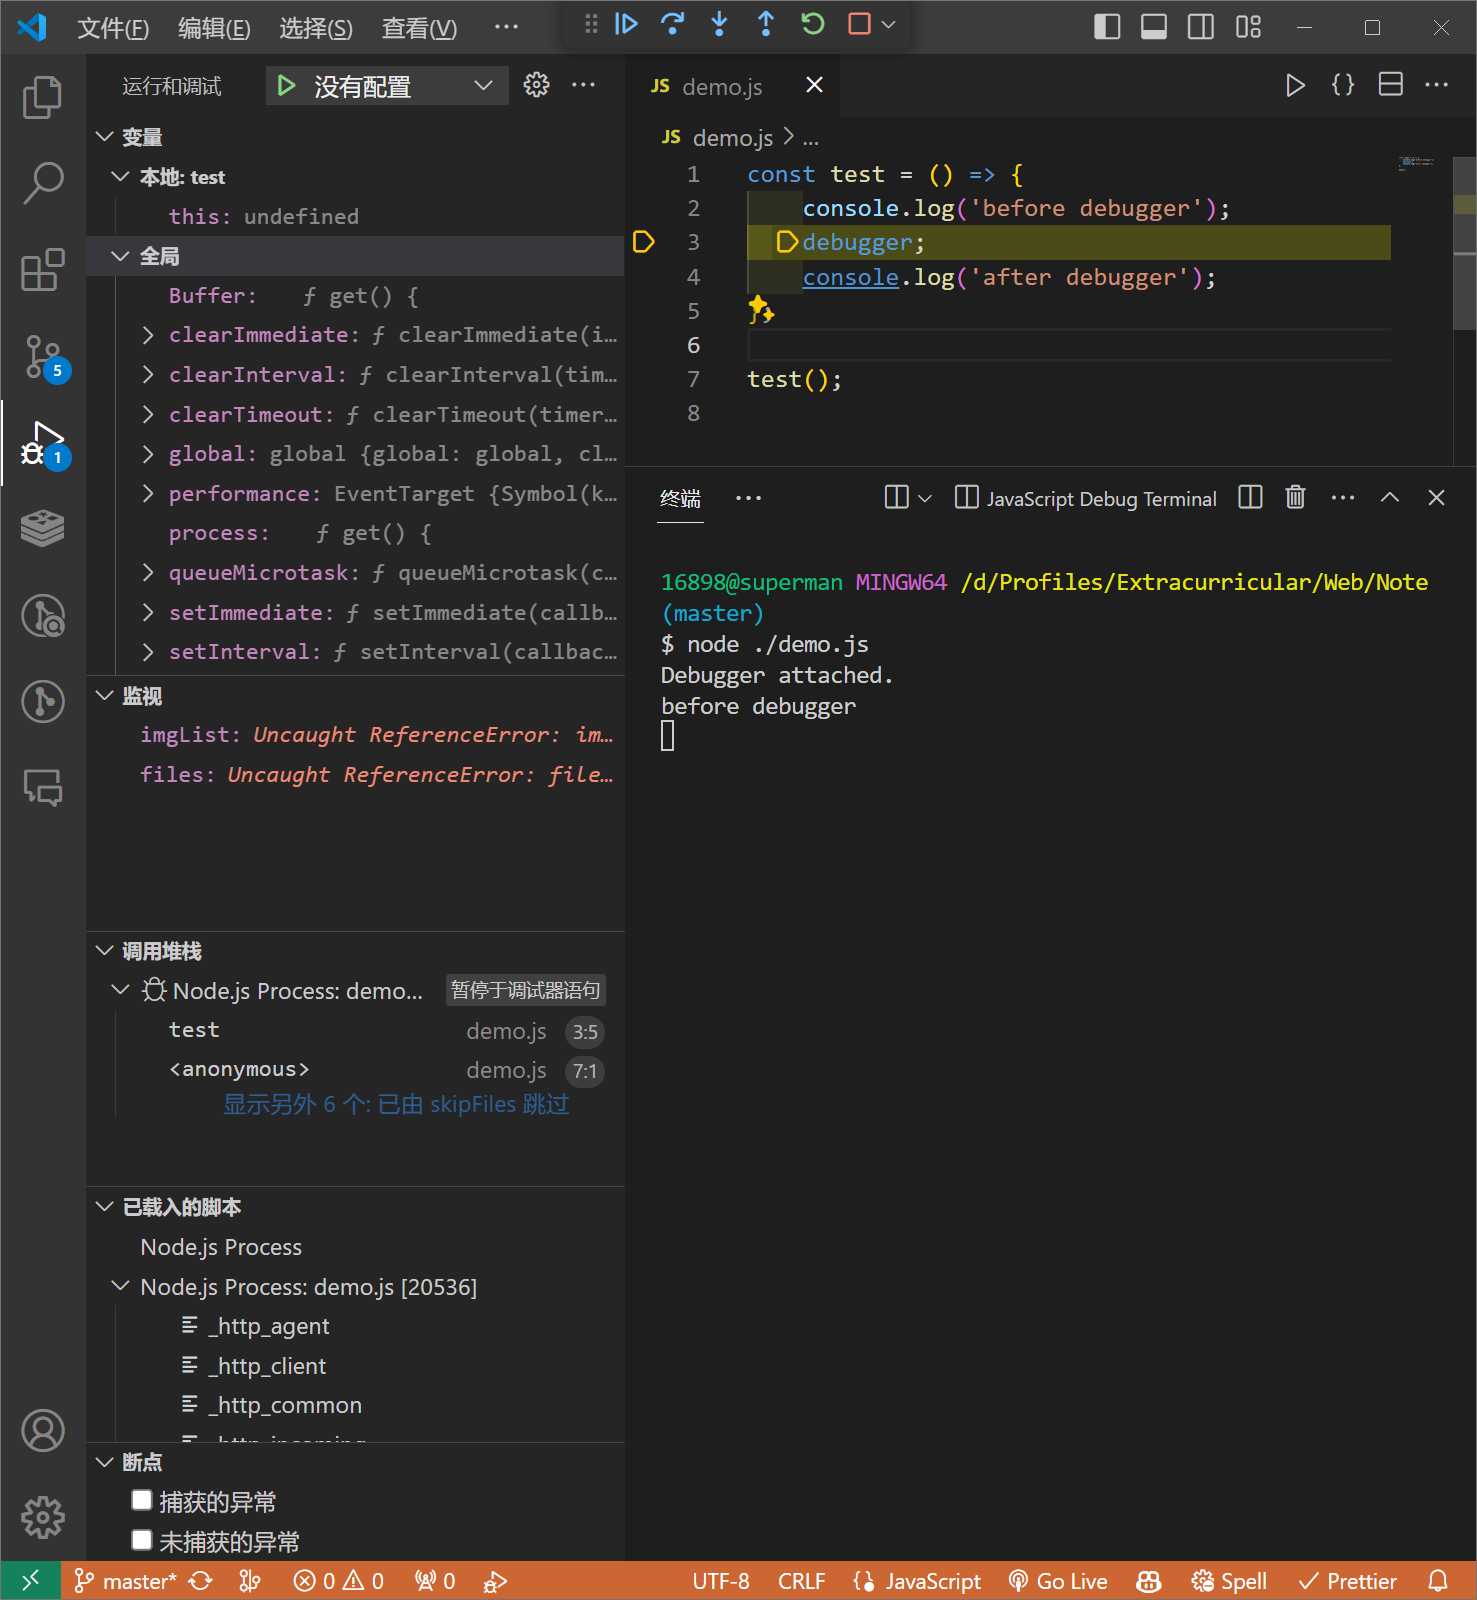 文件(F) 编辑(E) 选择(S) 查看(V) ...
运行和调试 没有配置 ...
变量
本地: test
this: undefined
全局
Buffer: ƒ get() {
clearImmediate: ƒ clearImmediate(i…
clearInterval: ƒ clearInterval(tim…
clearTimeout: ƒ clearTimeout(timer…
global: global {global: global, cl…
performance: EventTarget {Symbol(k…
process: ƒ get() {
queueMicrotask: ƒ queueMicrotask(c…
setImmediate: ƒ setImmediate(callb…
setInterval: ƒ setInterval(callbac…
5
1
监视
imgList: Uncaught ReferenceError: im…
files: Uncaught ReferenceError: file…
调用堆栈
Node.js Process: demo... 暂停于调试器语句
test demo.js 3:5
<anonymous> demo.js 7:1
显示另外 6 个: 已由 skipFiles 跳过
已载入的脚本
Node.js Process
Node.js Process: demo.js [20536]
_http_agent
_http_client
_http_common
_http_incoming
断点
捕获的异常
未捕获的异常
JS demo.js
JS demo.js > ...
1 const test = () => {
2 console.log('before debugger');
3 debugger;
4 console.log('after debugger');
5 };
6
7 test();
8
终端 ... JavaScript Debug Terminal ...
16898@superman MINGW64 /d/Profiles/Extracurricular/Web/Note
(master)
$ node ./demo.js
Debugger attached.
before debugger
master* 0 0 0 UTF-8 CRLF JavaScript Go Live Spell Prettier